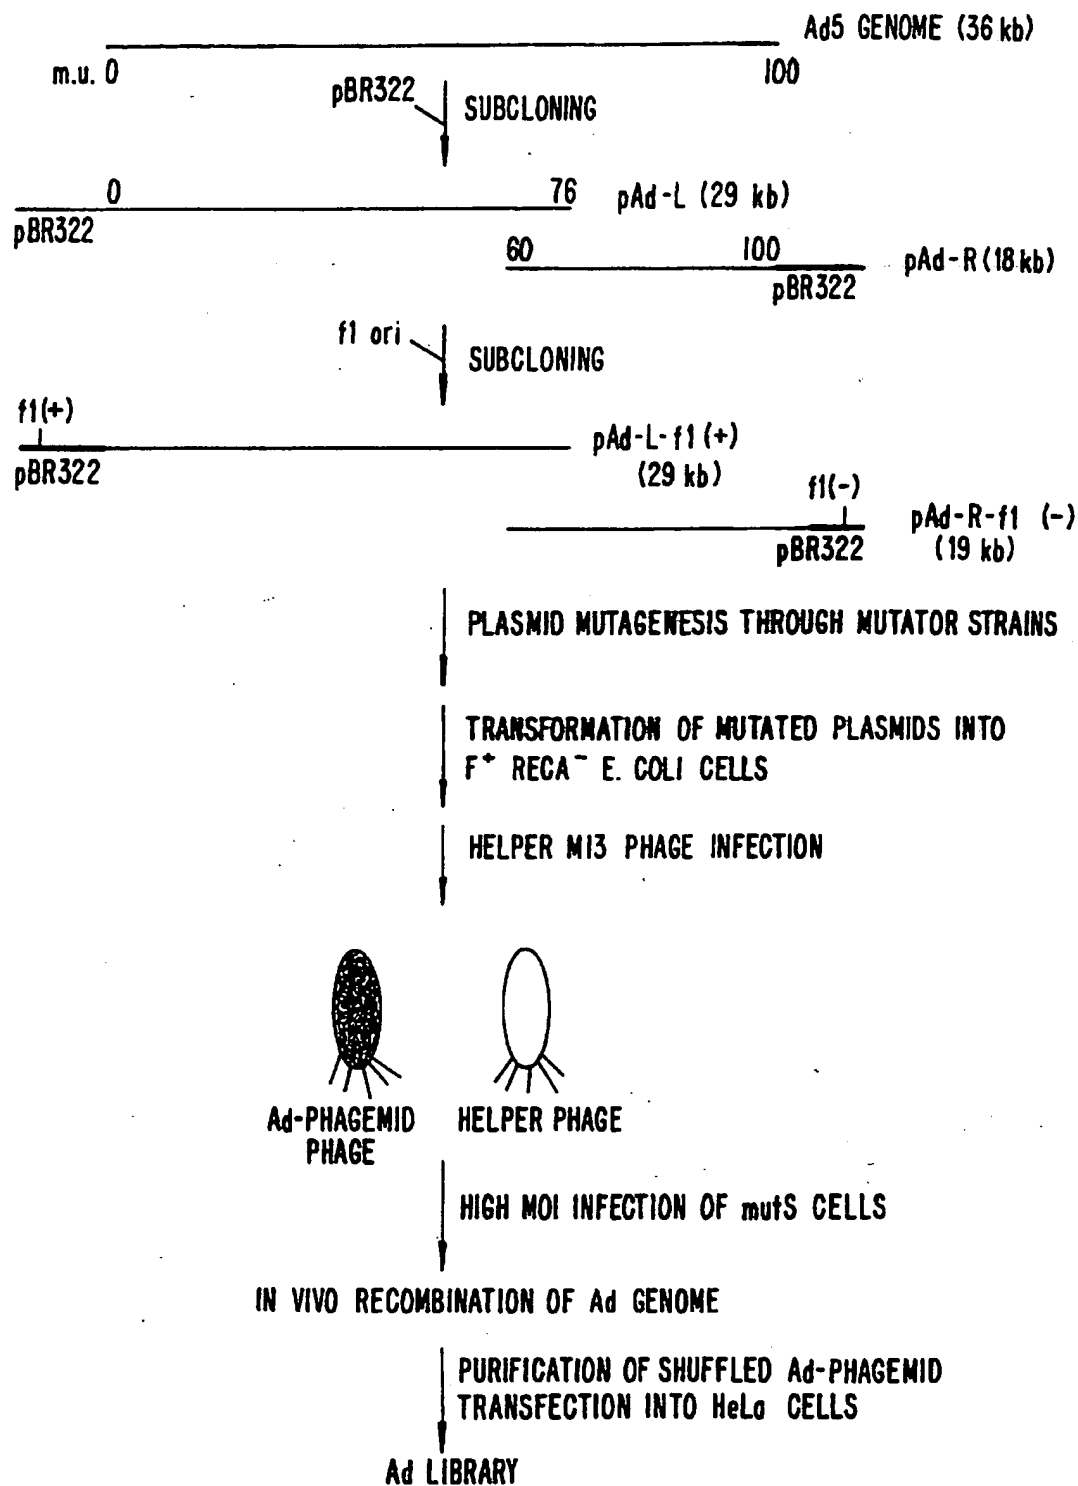 Ad5 GENOME (36 kb)
m.u. 0
100
pBR322
SUBCLONING
0
76
pAd-L (29 kb)
pBR322
60
100
pAd-R (18 kb)
pBR322
f1 ori
SUBCLONING
f1(+)
pBR322
pAd-L-f1 (+)
(29 kb)
f1(-)
pBR322
pAd-R-f1 (-)
(19 kb)
PLASMID MUTAGENESIS THROUGH MUTATOR STRAINS
TRANSFORMATION OF MUTATED PLASMIDS INTO
F⁺ RECA⁻ E. COLI CELLS
HELPER M13 PHAGE INFECTION
Ad-PHAGEMID
PHAGE
HELPER PHAGE
HIGH MOI INFECTION OF mutS CELLS
IN VIVO RECOMBINATION OF Ad GENOME
PURIFICATION OF SHUFFLED Ad-PHAGEMID
TRANSFECTION INTO HeLa CELLS
Ad LIBRARY